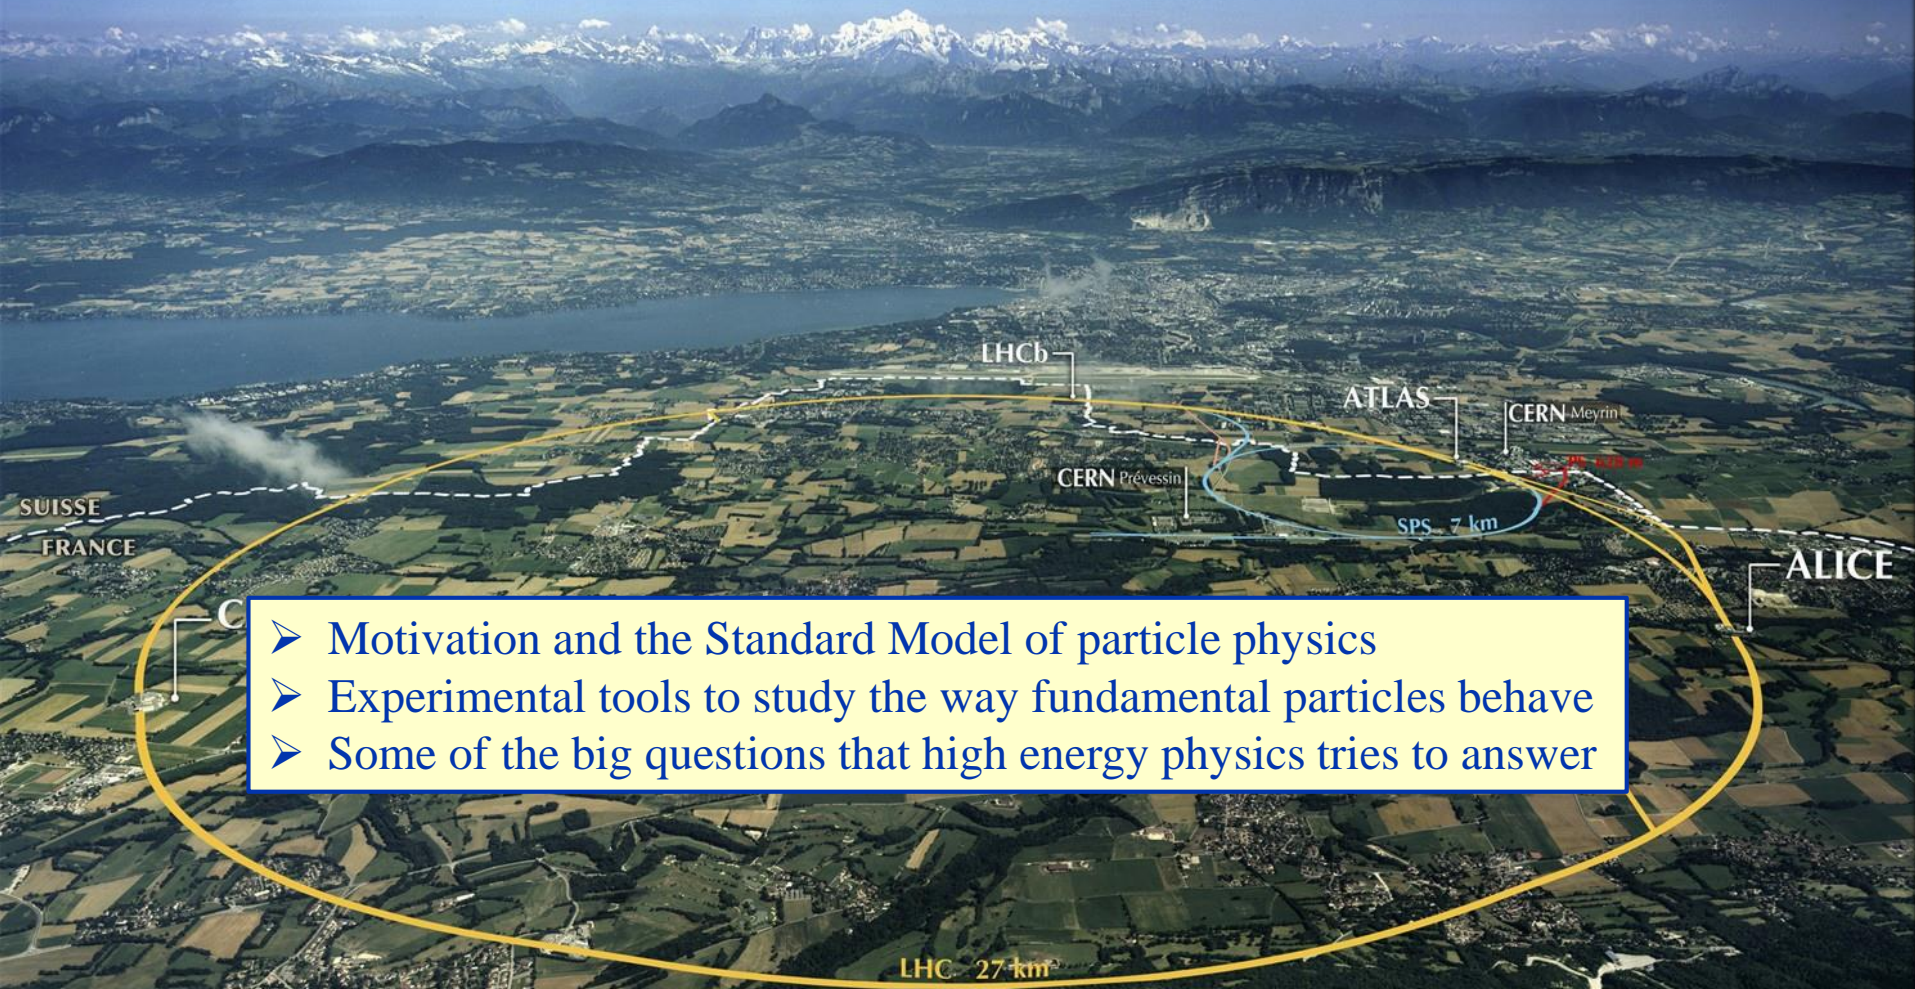 LHCb
ATLAS
CERN Meyrin
CERN Prévessin
SUISSE
FRANCE
SPS 7 km
ALICE
C
➢ Motivation and the Standard Model of particle physics
➢ Experimental tools to study the way fundamental particles behave
➢ Some of the big questions that high energy physics tries to answer
LHC 27 km